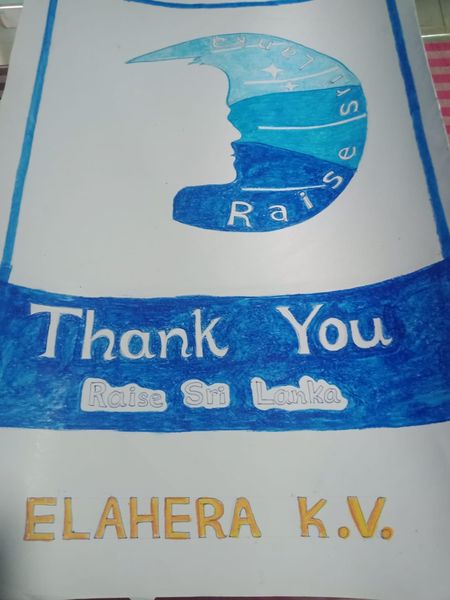 Raise Sri Lanka
Thank You
Raise Sri Lanka
ELAHERA K.V.